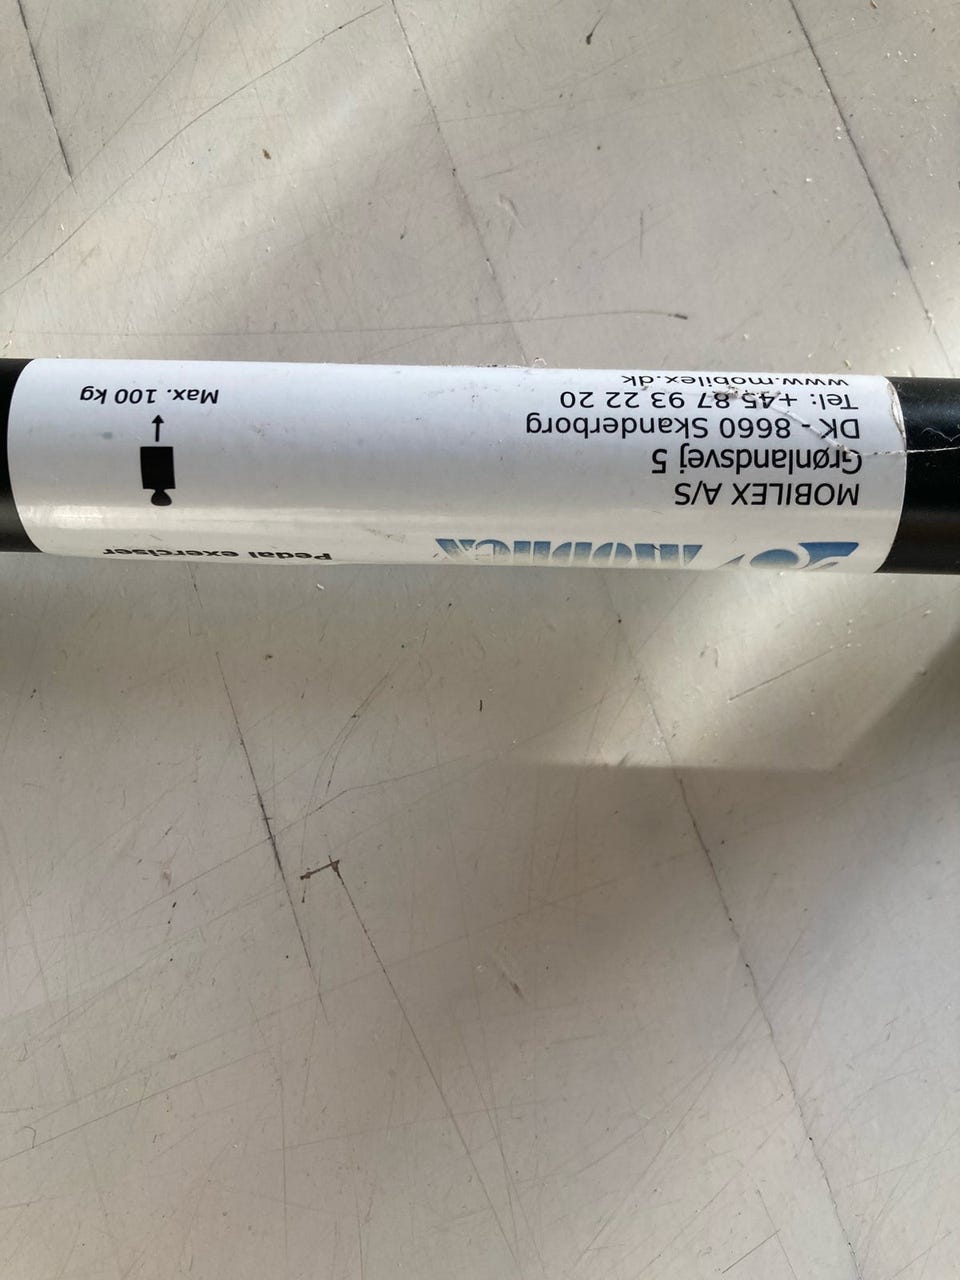 MOBILEX
Pedal exerciser
MOBILEX A/S
Grønlandsvej 5
DK - 8660 Skanderborg
Tel: +45 87 93 22 20
www.mobilex.dk
Max. 100 kg